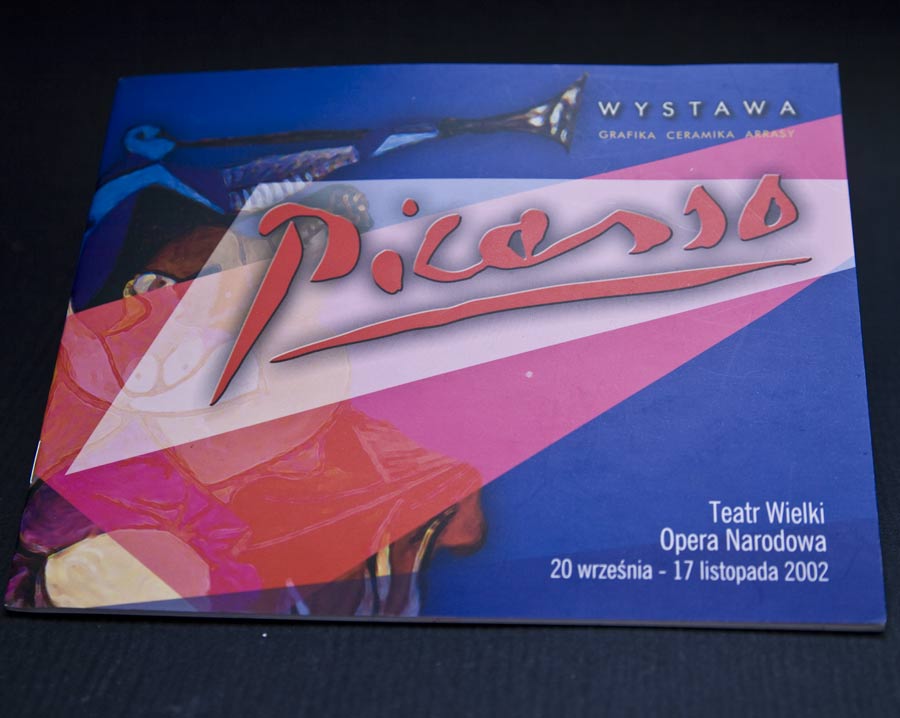 WYSTAWA
GRAFIKA CERAMIKA ARRASY
Picasso
Teatr Wielki
Opera Narodowa
20 września - 17 listopada 2002